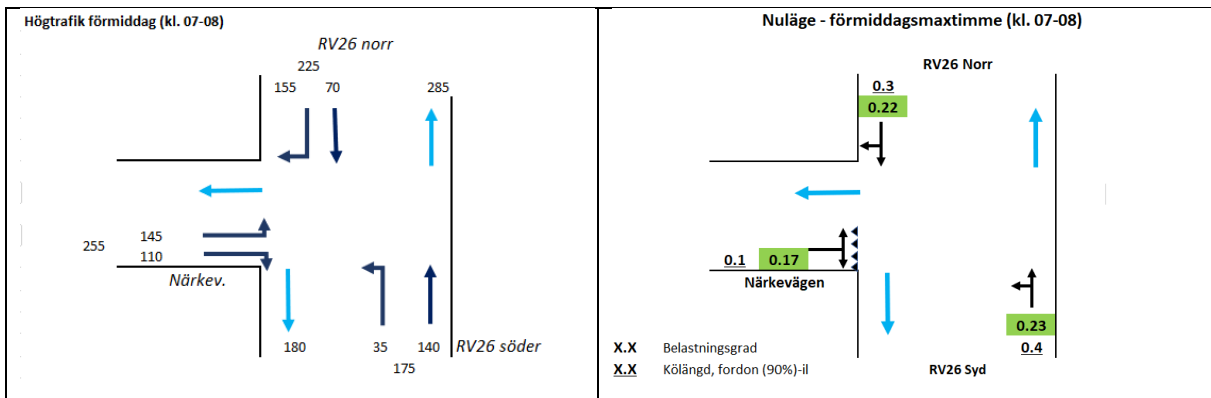 Högtrafik förmiddag (kl. 07-08)
RV26 norr
225
155 70 285
145
255
110
Närkev.
180 35 140 RV26 söder
175
Nuläge - förmiddagsmaxtimme (kl. 07-08)
RV26 Norr
0.3
0.22
0.1 0.17
Närkevägen
0.23
X.X Belastningsgrad 0.4
X.X Kölängd, fordon (90%)-il RV26 Syd